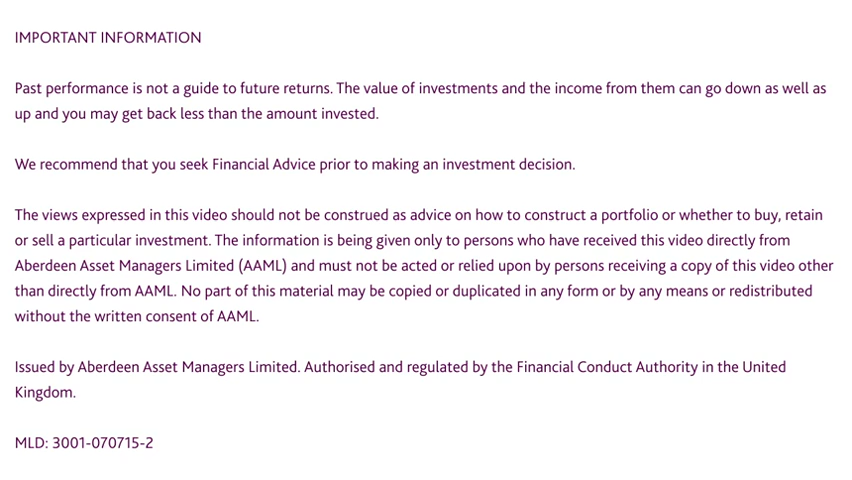 IMPORTANT INFORMATION
Past performance is not a guide to future returns. The value of investments and the income from them can go down as well as
up and you may get back less than the amount invested.
We recommend that you seek Financial Advice prior to making an investment decision.
The views expressed in this video should not be construed as advice on how to construct a portfolio or whether to buy, retain
or sell a particular investment. The information is being given only to persons who have received this video directly from
Aberdeen Asset Managers Limited (AAML) and must not be acted or relied upon by persons receiving a copy of this video other
than directly from AAML. No part of this material may be copied or duplicated in any form or by any means or redistributed
without the written consent of AAML.
Issued by Aberdeen Asset Managers Limited. Authorised and regulated by the Financial Conduct Authority in the United
Kingdom.
MLD: 3001-070715-2